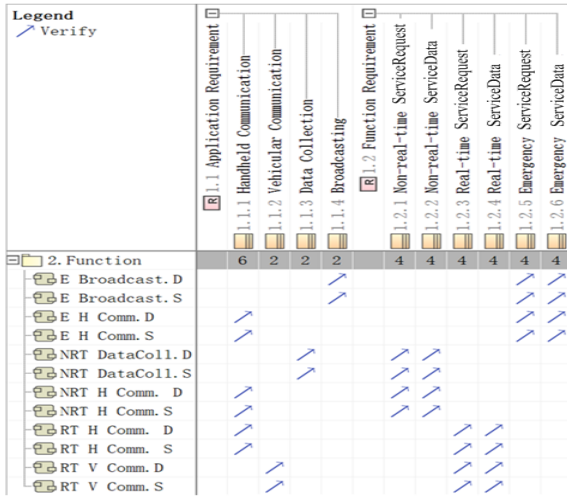 Legend
Verify
R 1.1 Application Requirement
1.1.1 Handheld Communication
1.1.2 Vehicular Communication
1.1.3 Data Collection
1.1.4 Broadcasting
R 1.2 Function Requirement
1.2.1 Non-real-time ServiceRequest
1.2.2 Non-real-time ServiceData
1.2.3 Real-time ServiceRequest
1.2.4 Real-time ServiceData
1.2.5 Emergency ServiceRequest
1.2.6 Emergency ServiceData
2. Function 6 2 2 2 4 4 4 4 4 4
E Broadcast. D
E Broadcast. S
E H Comm. D
E H Comm. S
NRT DataColl. D
NRT DataColl. S
NRT H Comm. D
NRT H Comm. S
RT H Comm. D
RT H Comm. S
RT V Comm. D
RT V Comm. S